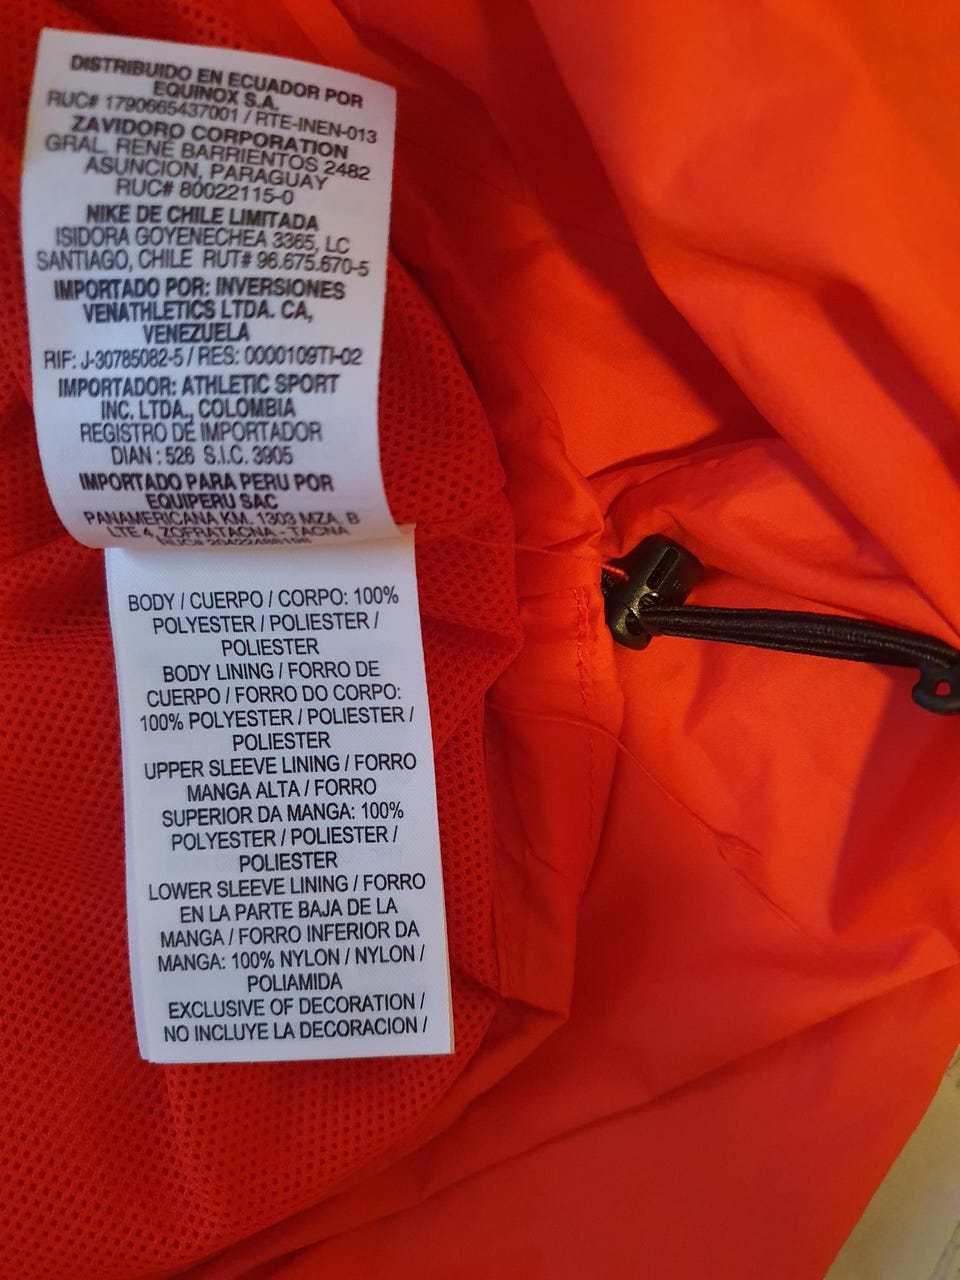 DISTRIBUIDO EN ECUADOR POR
EQUINOX S.A.
RUC# 1790665437001 / RTE-INEN-013
ZAVIDORO CORPORATION
GRAL. RENÉ BARRIENTOS 2482
ASUNCION, PARAGUAY
RUC# 80022115-0
NIKE DE CHILE LIMITADA
ISIDORA GOYENECHEA 3365, LC
SANTIAGO, CHILE RUT# 96.675.670-5
IMPORTADO POR: INVERSIONES
VENATHLETICS LTDA. CA,
VENEZUELA
RIF: J-30785082-5 / RES: 0000109TI-02
IMPORTADOR: ATHLETIC SPORT
INC. LTDA., COLOMBIA
REGISTRO DE IMPORTADOR
DIAN : 526 S.I.C. 3905
IMPORTADO PARA PERU POR
EQUIPERU SAC
PANAMERICANA KM. 1303 MZA. B
LTE 4, ZOFRATACNA - TACNA
RUC#
BODY / CUERPO / CORPO: 100%
POLYESTER / POLIESTER /
POLIESTER
BODY LINING / FORRO DE
CUERPO / FORRO DO CORPO:
100% POLYESTER / POLIESTER /
POLIESTER
UPPER SLEEVE LINING / FORRO
MANGA ALTA / FORRO
SUPERIOR DA MANGA: 100%
POLYESTER / POLIESTER /
POLIESTER
LOWER SLEEVE LINING / FORRO
EN LA PARTE BAJA DE LA
MANGA / FORRO INFERIOR DA
MANGA: 100% NYLON / NYLON /
POLIAMIDA
EXCLUSIVE OF DECORATION /
NO INCLUYE LA DECORACION /